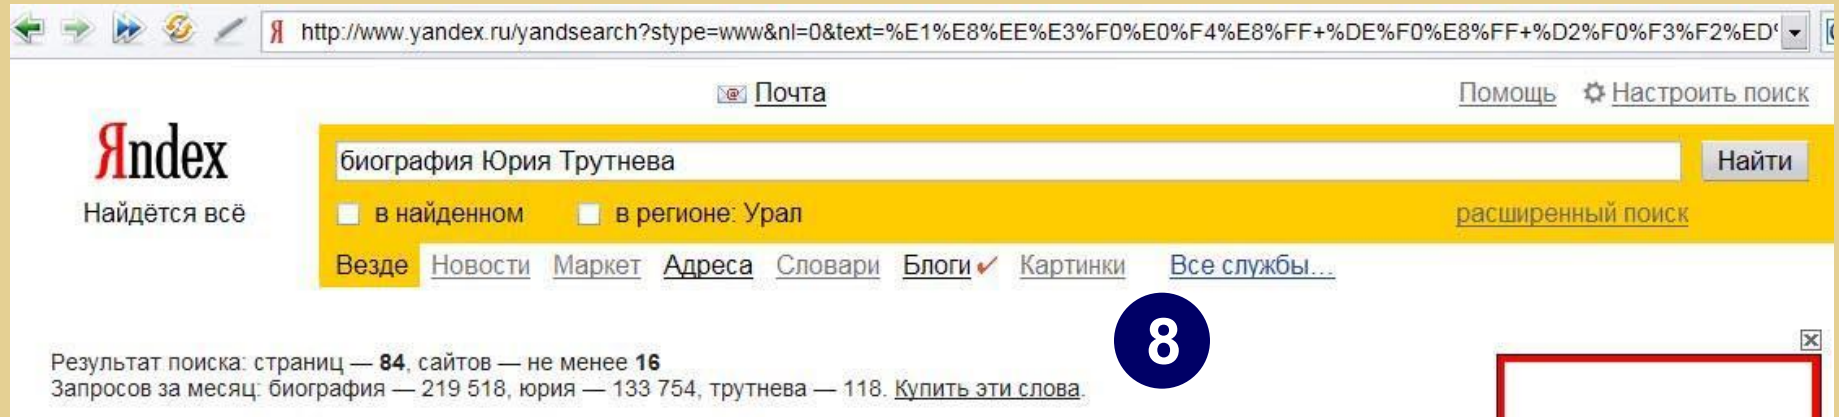 Я http://www.yandex.ru/yandsearch?stype=www&nl=0&text=%E1%E8%EE%E3%F0%E0%F4%E8%FF+%DE%F0%E8%FF+%D2%F0%F3%F2%ED
Почта
Помощь Настроить поиск
Яndex
биография Юрия Трутнева Найти
Найдётся всё
в найденном в регионе: Урал расширенный поиск
Везде Новости Маркет Адреса Словари Блоги Картинки Все службы...
8
Результат поиска: страниц — 84, сайтов — не менее 16
Запросов за месяц: биография — 219 518, юрия — 133 754, трутнева — 118. Купить эти слова.